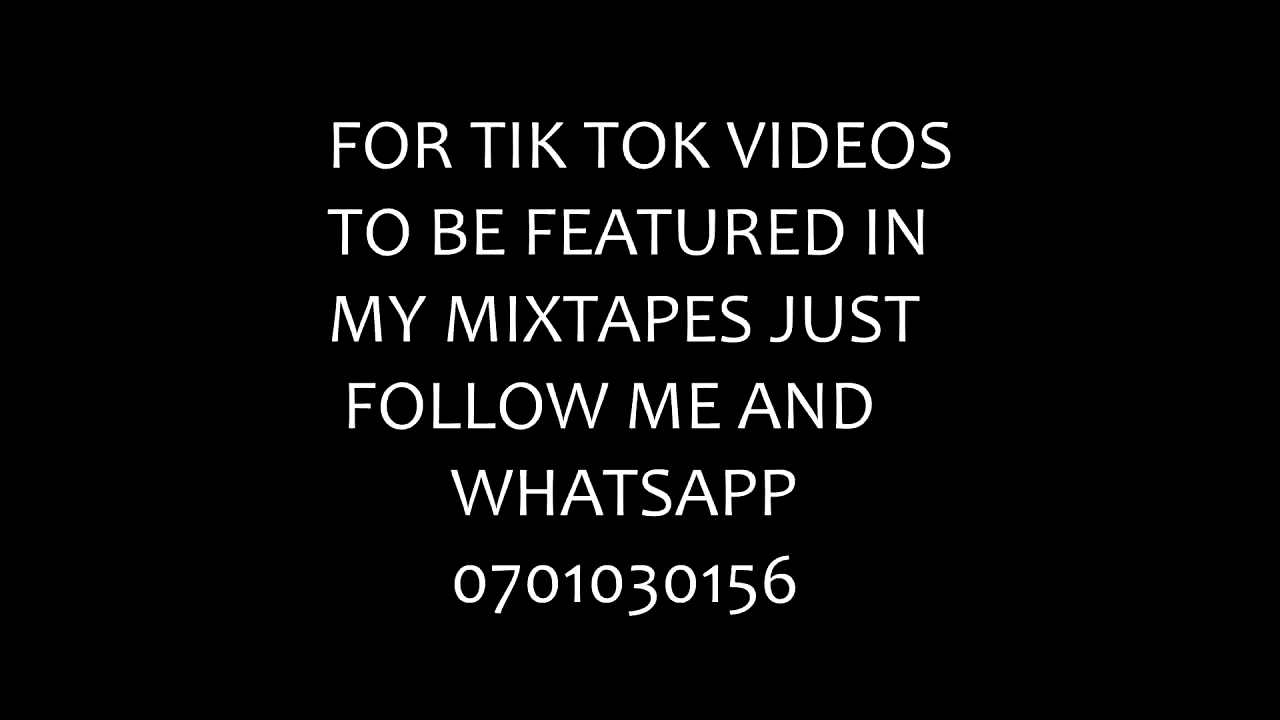 FOR TIK TOK VIDEOS
TO BE FEATURED IN
MY MIXTAPES JUST
FOLLOW ME AND
WHATSAPP
0701030156